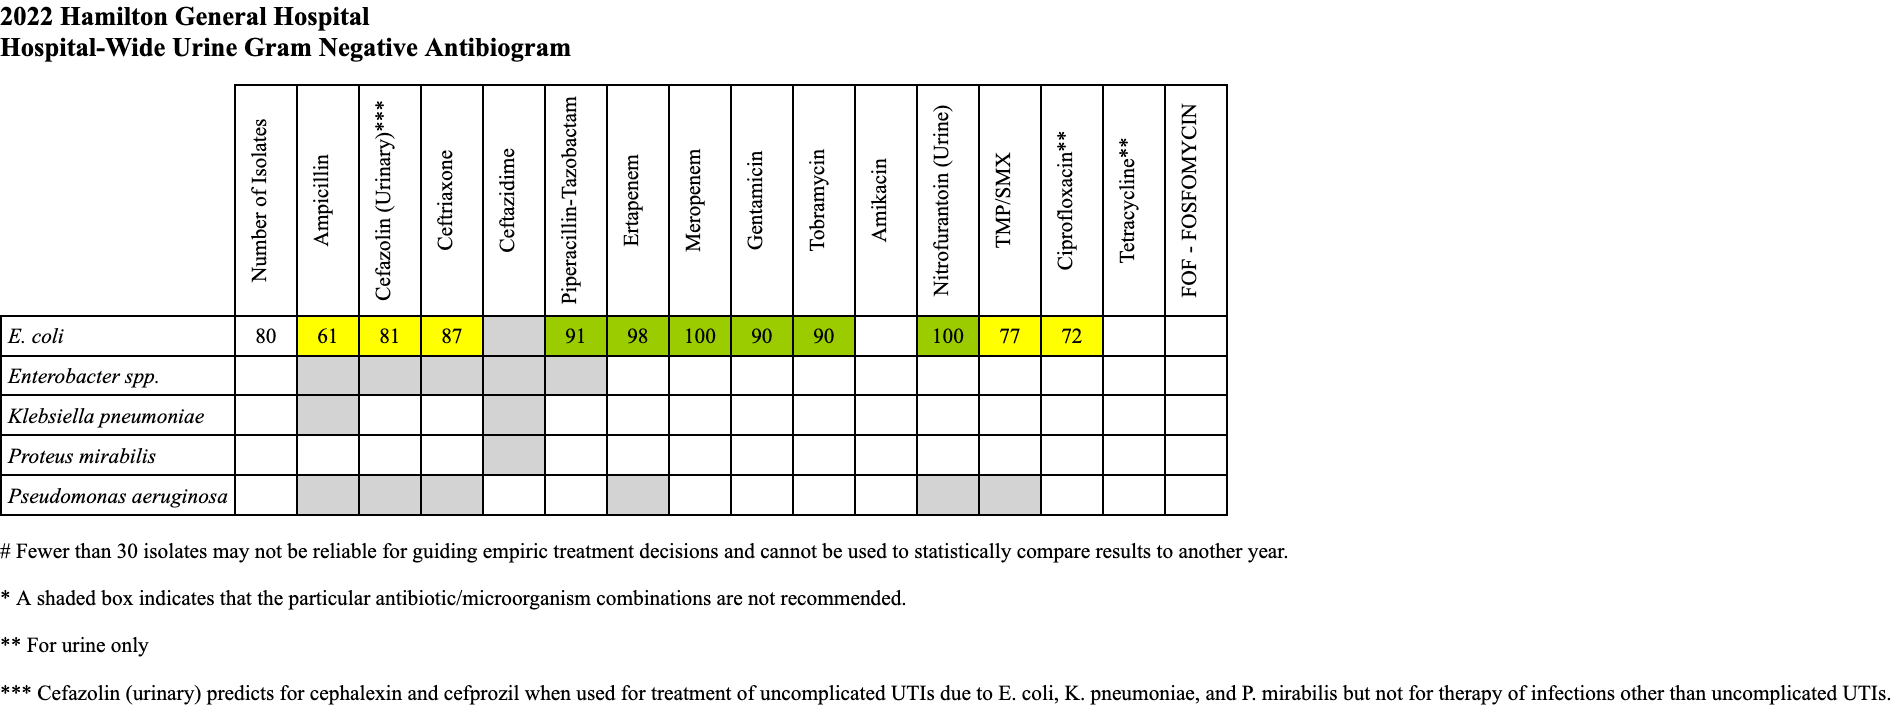 2022 Hamilton General Hospital
Hospital-Wide Urine Gram Negative Antibiogram
Number of Isolates
Ampicillin
Cefazolin (Urinary)***
Ceftriaxone
Ceftazidime
Piperacillin-Tazobactam
Ertapenem
Meropenem
Gentamicin
Tobramycin
Amikacin
Nitrofurantoin (Urine)
TMP/SMX
Ciprofloxacin**
Tetracycline**
FOF - FOSFOMYCIN
E. coli 80 61 81 87 91 98 100 90 90 100 77 72
Enterobacter spp.
Klebsiella pneumoniae
Proteus mirabilis
Pseudomonas aeruginosa
# Fewer than 30 isolates may not be reliable for guiding empiric treatment decisions and cannot be used to statistically compare results to another year.
* A shaded box indicates that the particular antibiotic/microorganism combinations are not recommended.
** For urine only
*** Cefazolin (urinary) predicts for cephalexin and cefprozil when used for treatment of uncomplicated UTIs due to E. coli, K. pneumoniae, and P. mirabilis but not for therapy of infections other than uncomplicated UTIs.